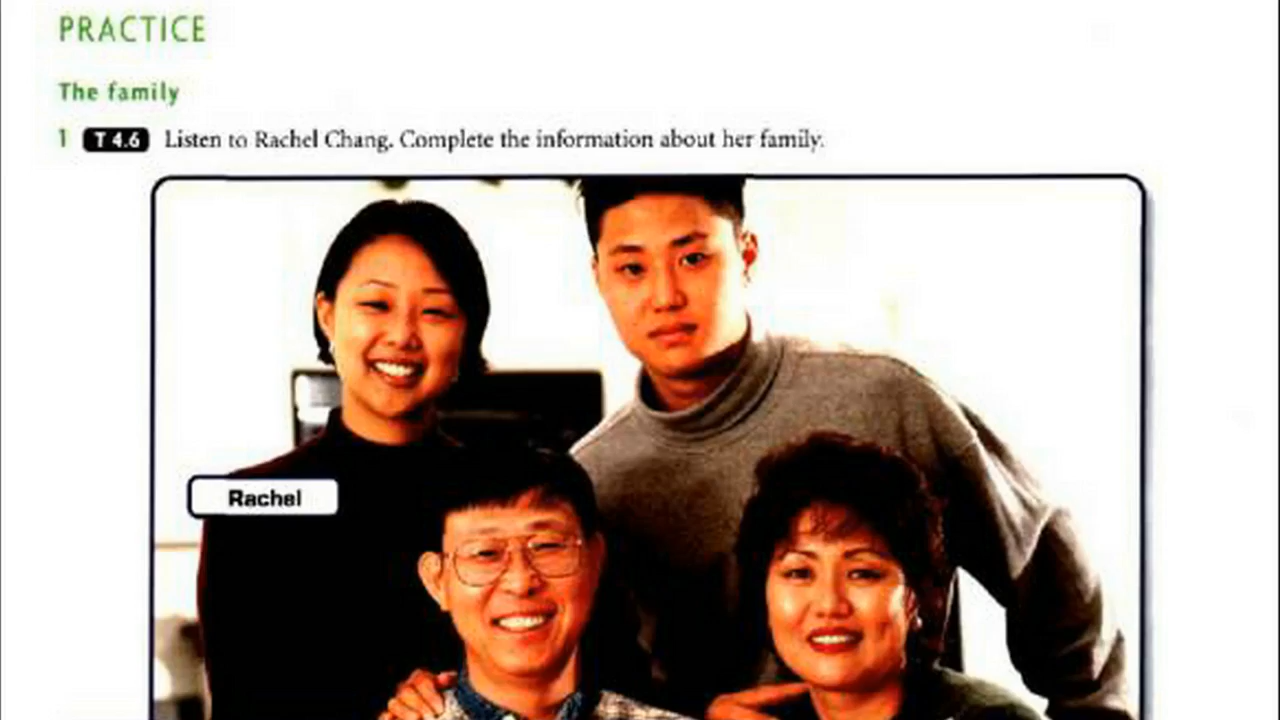 PRACTICE
The family
1 T 4.6 Listen to Rachel Chang. Complete the information about her family.
Rachel